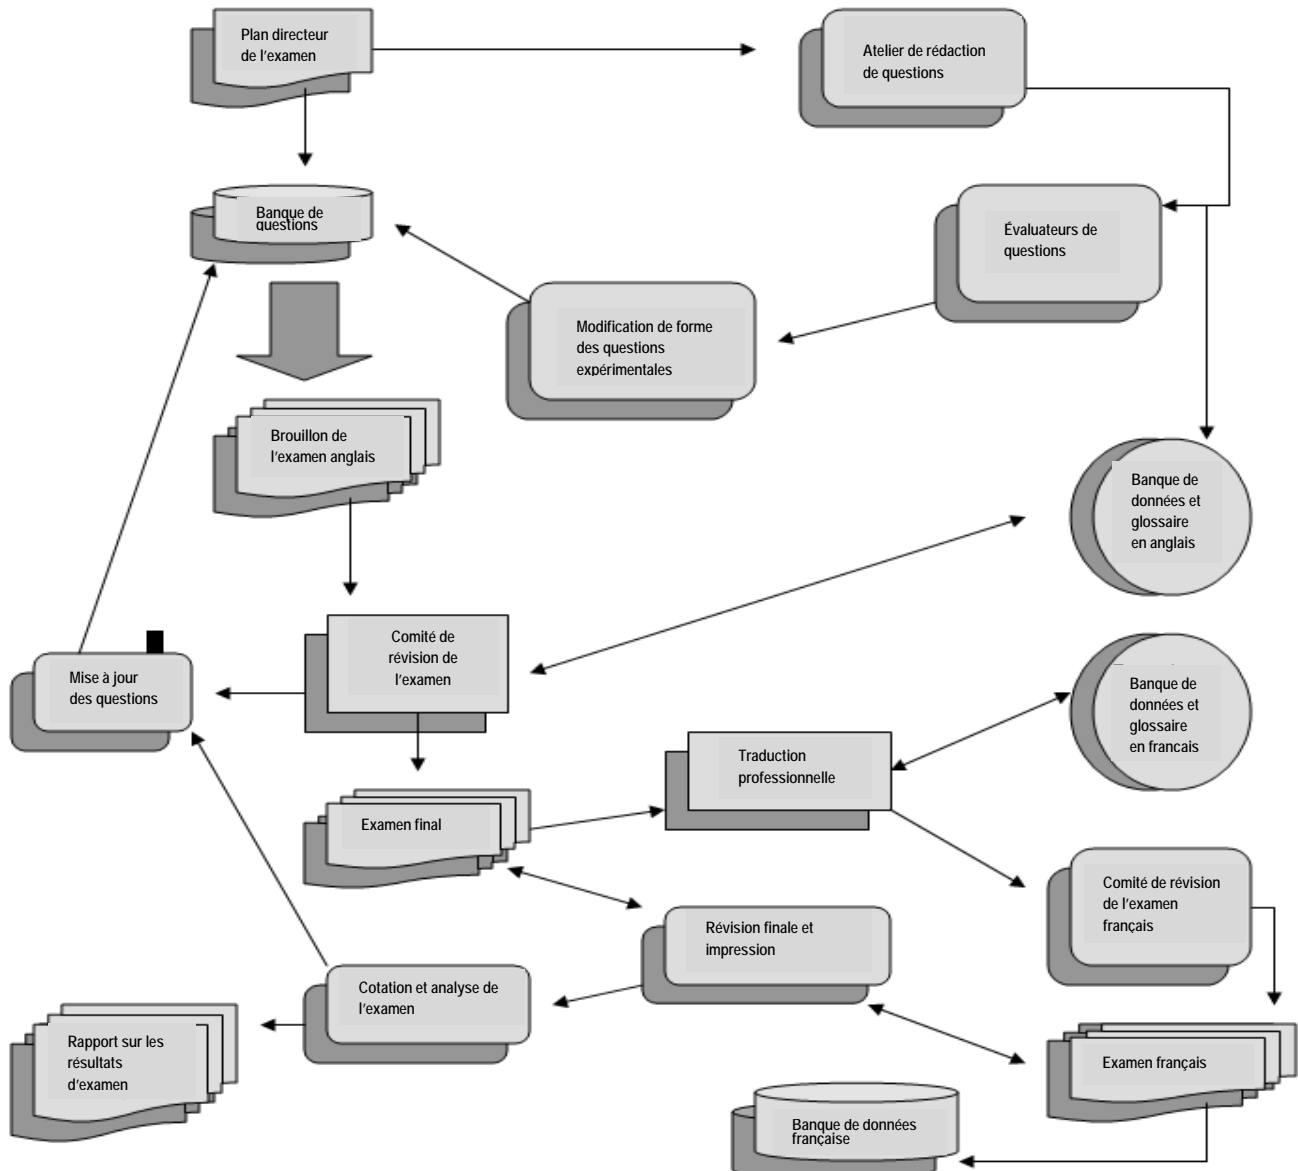 Plan directeur
de l'examen
Atelier de rédaction
de questions
Banque de
questions
Évaluateurs de
questions
Modification de forme
des questions
expérimentales
Brouillon de
l'examen anglais
Banque de
données et
glossaire
en anglais
Comité de
révision de
l'examen
Mise à jour
des questions
Banque de
données et
glossaire
en francais
Traduction
professionnelle
Examen final
Comité de révision
de l'examen
français
Révision finale et
impression
Cotation et analyse de
l'examen
Rapport sur les
résultats
d'examen
Examen français
Banque de données
française